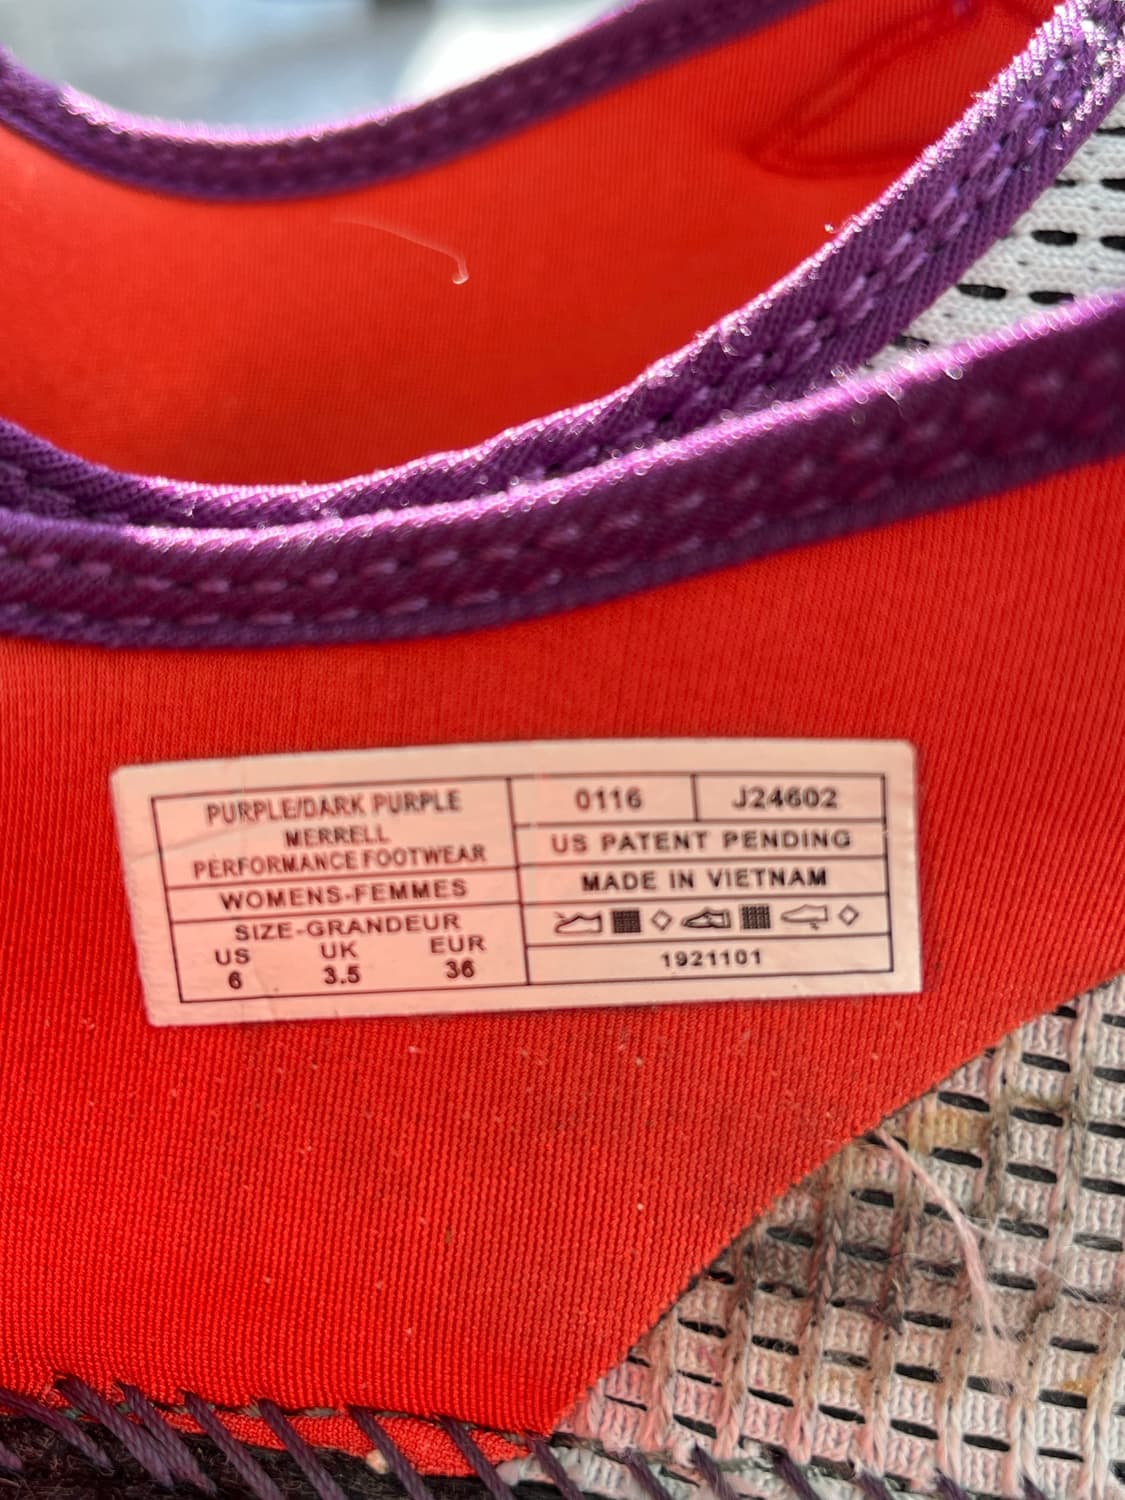 PURPLE/DARK PURPLE
MERRELL
PERFORMANCE FOOTWEAR
WOMENS-FEMMES
SIZE-GRANDEUR
US UK EUR
6 3.5 36
0116 J24602
US PATENT PENDING
MADE IN VIETNAM
1921101